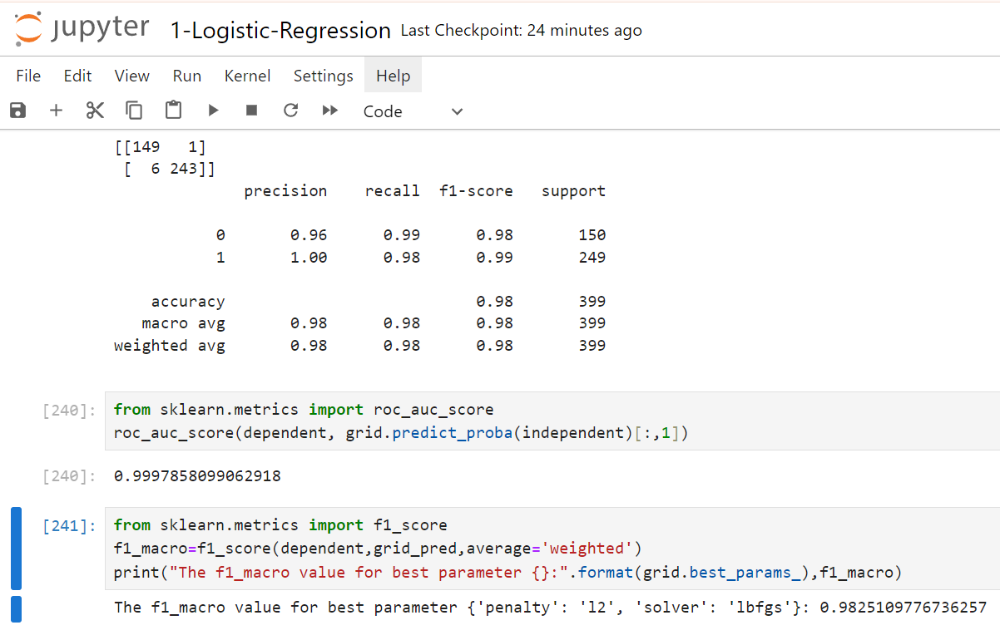 jupyter 1-Logistic-Regression Last Checkpoint: 24 minutes ago
File Edit View Run Kernel Settings Help
Code
[[149   1]
 [  6 243]]
              precision    recall  f1-score   support

           0       0.96      0.99      0.98       150
           1       1.00      0.98      0.99       249

    accuracy                           0.98       399
   macro avg       0.98      0.98      0.98       399
weighted avg       0.98      0.98      0.98       399

[240]: from sklearn.metrics import roc_auc_score
roc_auc_score(dependent, grid.predict_proba(independent)[:,1])
[240]: 0.9997858099062918
[241]: from sklearn.metrics import f1_score
f1_macro=f1_score(dependent,grid_pred,average='weighted')
print("The f1_macro value for best parameter {}:".format(grid.best_params_),f1_macro)
The f1_macro value for best parameter {'penalty': 'l2', 'solver': 'lbfgs'}: 0.9825109776736257